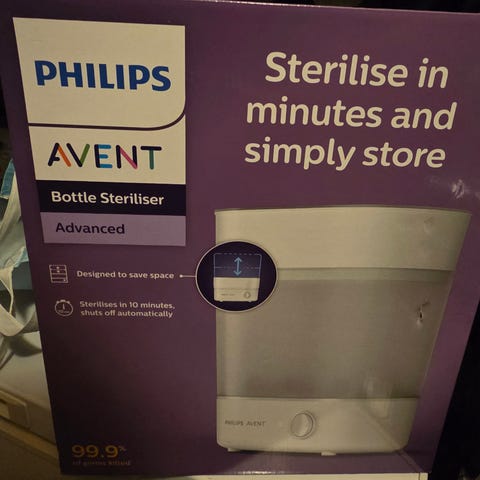 PHILIPS
AVENT
Bottle Steriliser
Advanced
Sterilise in
minutes and
simply store
Designed to save space
Sterilises in 10 minutes,
shuts off automatically
PHILIPS AVENT
99.9%
of germs killed